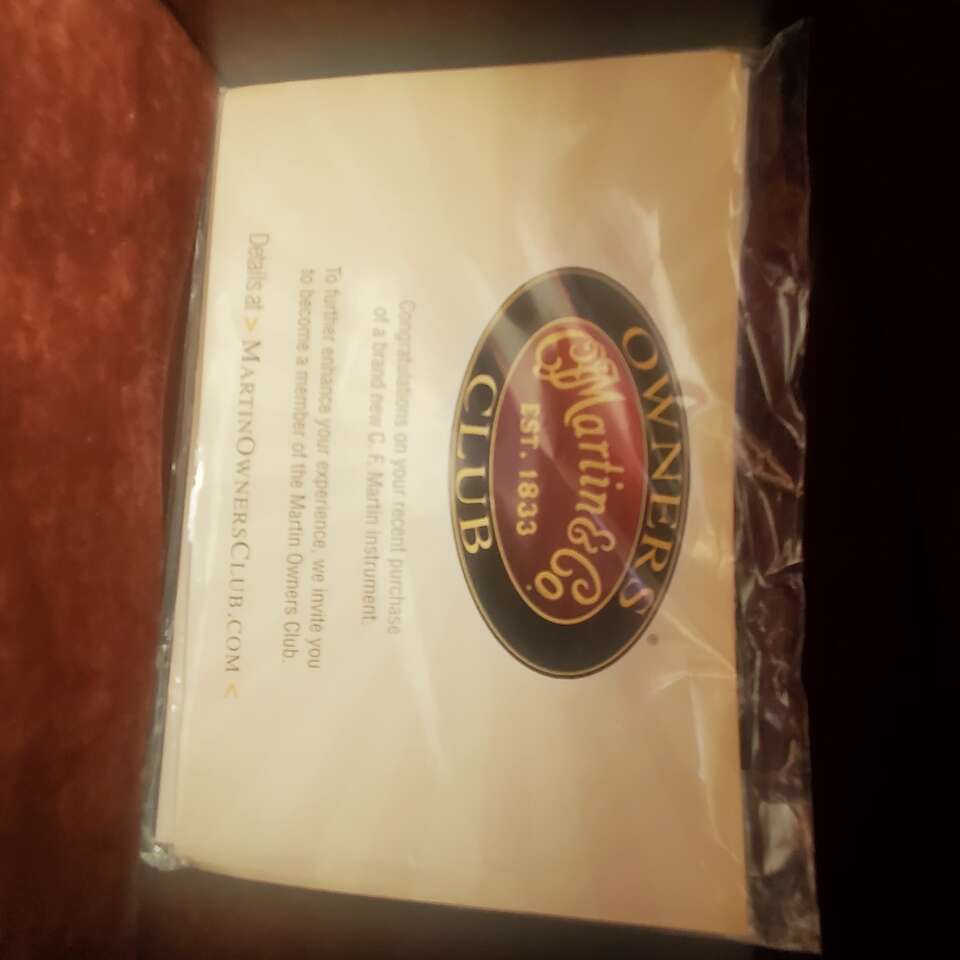 OWNERS
CFMartin & Co.
EST. 1833
CLUB
®
Congratulations on your recent purchase
of a brand new C. F. Martin instrument.
To further enhance your experience, we invite you
to become a member of the Martin Owners Club.
Details at > MARTINOWNERSCLUB.COM <